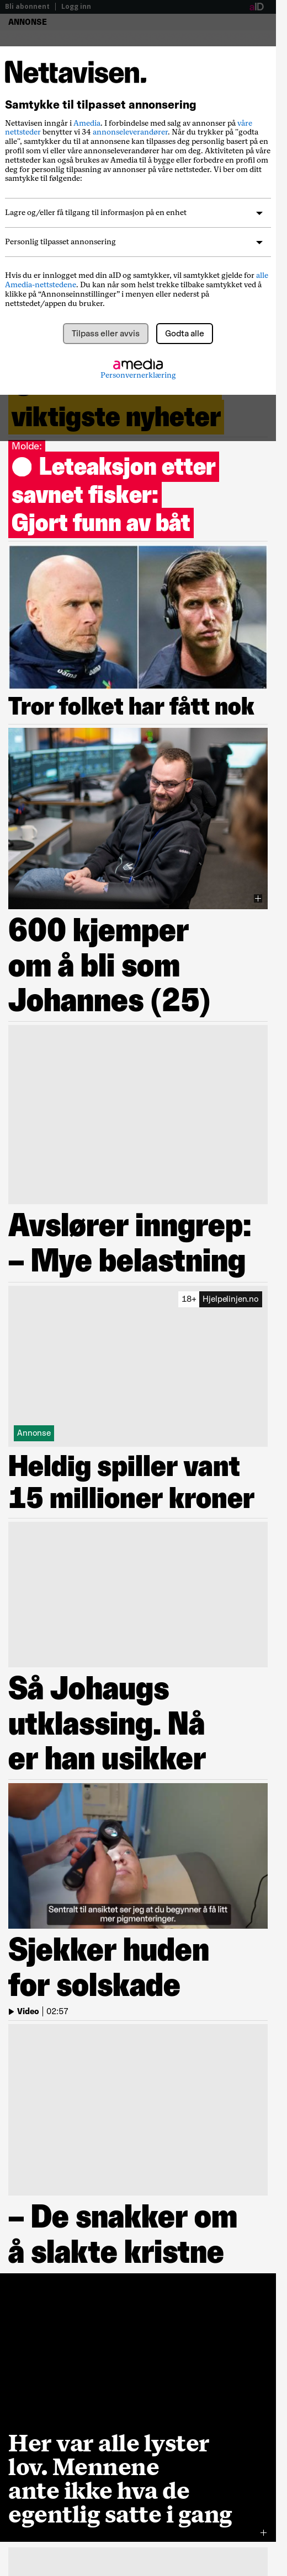 Bli abonnent | Logg inn
aID
ANNONSE
Nettavisen.
Samtykke til tilpasset annonsering
Nettavisen inngår i Amedia. I forbindelse med salg av annonser på våre
nettsteder benytter vi 34 annonseleverandører. Når du trykker på "godta
alle", samtykker du til at annonsene kan tilpasses deg personlig basert på en
profil som vi eller våre annonseleverandører har om deg. Aktiviteten på våre
nettsteder kan også brukes av Amedia til å bygge eller forbedre en profil om
deg for personlig tilpasning av annonser på våre nettsteder. Vi ber om ditt
samtykke til følgende:
Lagre og/eller få tilgang til informasjon på en enhet
Personlig tilpasset annonsering
Hvis du er innlogget med din aID og samtykker, vil samtykket gjelde for alle
Amedia-nettstedene. Du kan når som helst trekke tilbake samtykket ved å
klikke på “Annonseinnstillinger” i menyen eller nederst på
nettstedet/appen du bruker.
Tilpass eller avvis
Godta alle
amedia
Personvernerklæring
viktigste nyheter
Molde:
Leteaksjon etter
savnet fisker:
Gjort funn av båt
Tror folket har fått nok
600 kjemper
om å bli som
Johannes (25)
Avslører inngrep:
– Mye belastning
18+ Hjelpelinjen.no
Annonse
Heldig spiller vant
15 millioner kroner
Så Johaugs
utklassing. Nå
er han usikker
Søntralt til ansiktet ser jeg at du begynner å få litt
mer pigmenteringer.
Sjekker huden
for solskade
Video | 02:57
– De snakker om
å slakte kristne
Her var alle lyster
lov. Mennene
ante ikke hva de
egentlig satte i gang